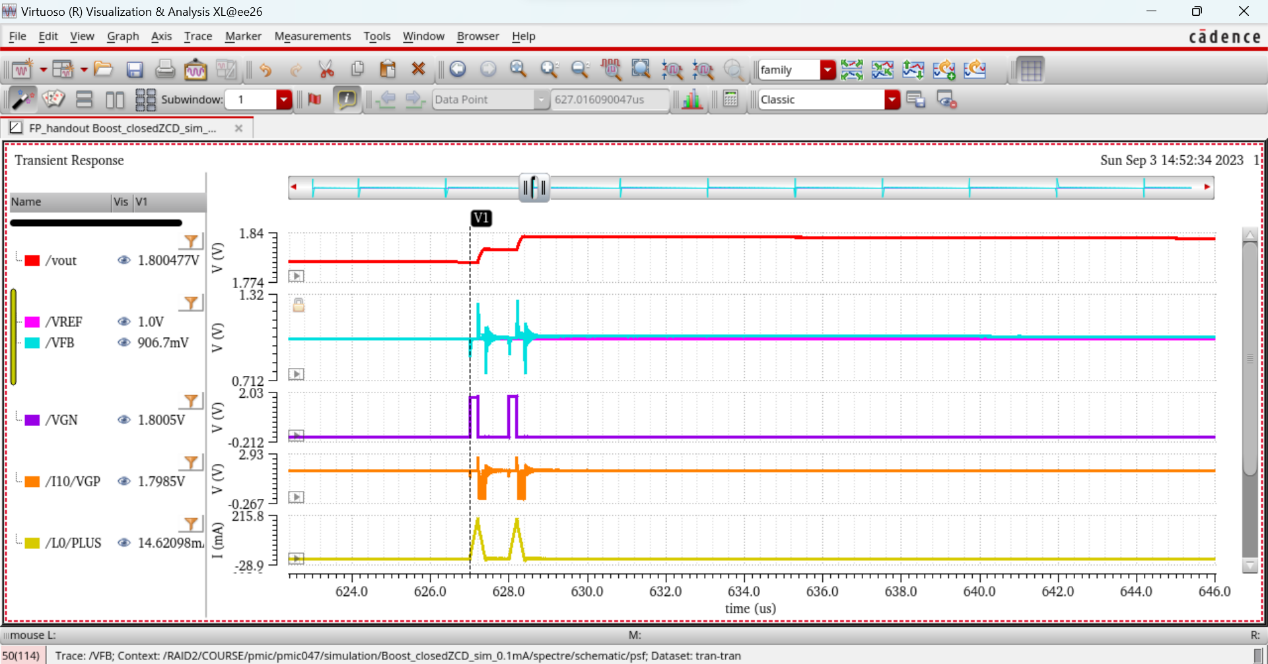 Virtuoso (R) Visualization & Analysis XL@ee26
File Edit View Graph Axis Trace Marker Measurements Tools Window Browser Help
cādence
family
Subwindow: 1
Data Point
627.016090047us
Classic
FP_handout Boost_closedZCD_sim_...
Transient Response
Sun Sep 3 14:52:34 2023 1
Name Vis V1
V1
/vout 1.800477V
V (V)
1.84
1.774
/VREF 1.0V
/VFB 906.7mV
V (V)
1.32
0.712
/VGN 1.8005V
V (V)
2.03
-0.212
/I10/VGP 1.7985V
V (V)
2.93
-0.267
/L0/PLUS 14.62098m
I (mA)
215.8
-28.9
624.0 626.0 628.0 630.0 632.0 634.0 636.0 638.0 640.0 642.0 644.0 646.0
time (us)
mouse L: M: R:
50(114) Trace: /VFB; Context: /RAID2/COURSE/pmic/pmic047/simulation/Boost_closedZCD_sim_0.1mA/spectre/schematic/psf; Dataset: tran-tran